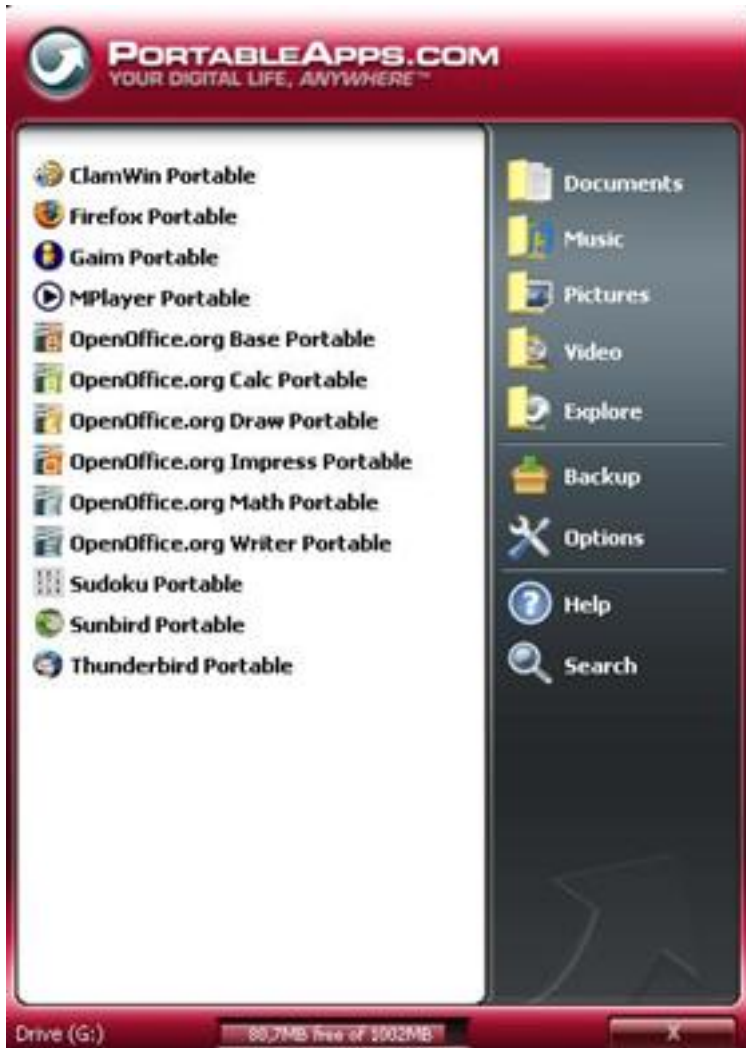 PORTABLEAPPS.COM
YOUR DIGITAL LIFE, ANYWHERE™
ClamWin Portable
Firefox Portable
Gaim Portable
MPlayer Portable
OpenOffice.org Base Portable
OpenOffice.org Calc Portable
OpenOffice.org Draw Portable
OpenOffice.org Impress Portable
OpenOffice.org Math Portable
OpenOffice.org Writer Portable
Sudoku Portable
Sunbird Portable
Thunderbird Portable
Documents
Music
Pictures
Video
Explore
Backup
Options
Help
Search
Drive (G:)
80,7MB free of 1002MB
X